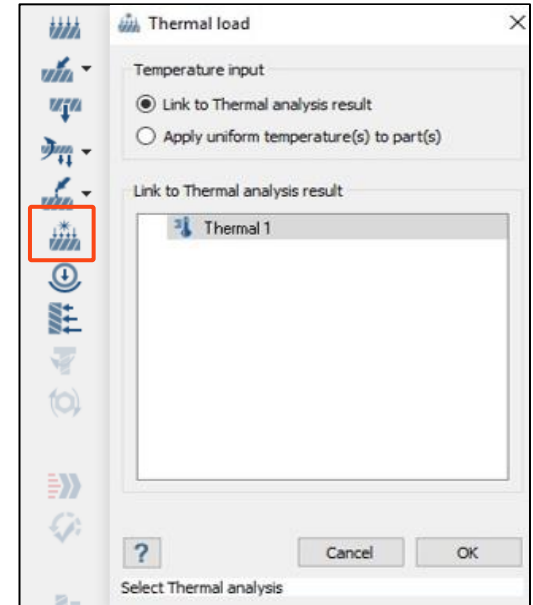 Thermal load
Temperature input
Link to Thermal analysis result
Apply uniform temperature(s) to part(s)
Link to Thermal analysis result
Thermal 1
?
Cancel
OK
Select Thermal analysis